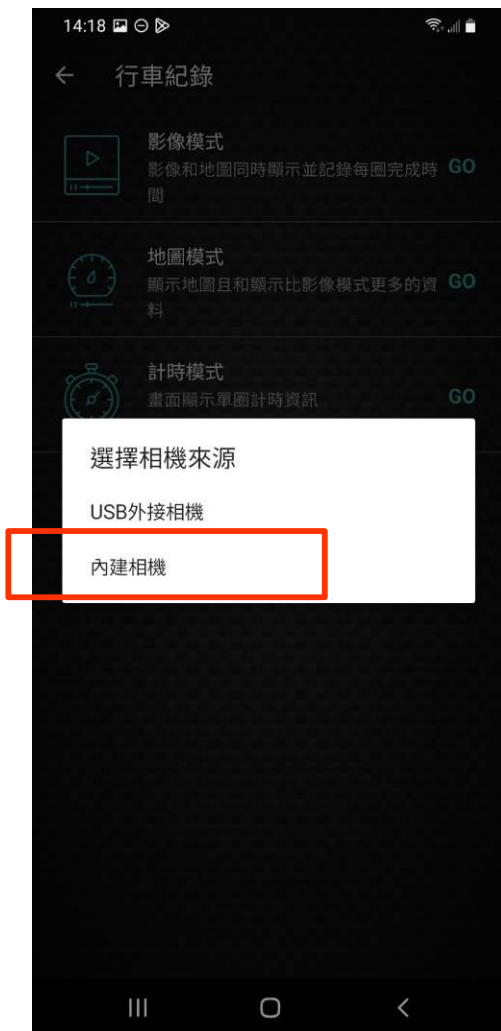 14:18
行車紀錄
影像模式
影像和地圖同時顯示並記錄每圈完成時
間
GO
地圖模式
顯示地圖且和顯示比影像模式更多的資
料
GO
計時模式
畫面顯示單圈計時資訊
GO
選擇相機來源
USB外接相機
內建相機